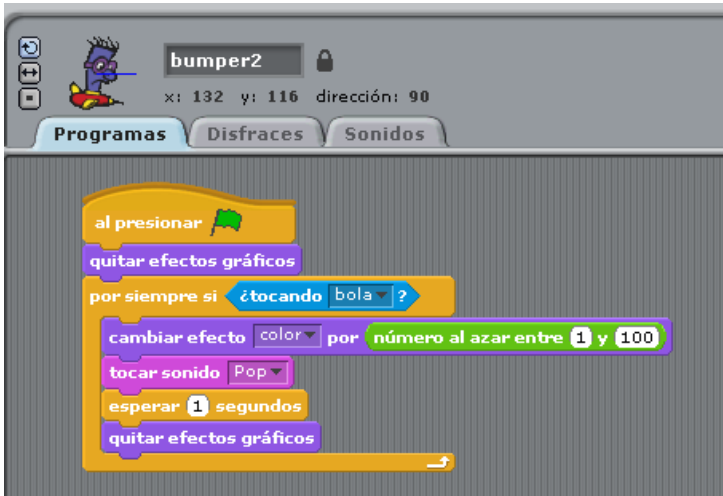 bumper2
x: 132 y: 116 dirección: 90
Programas Disfraces Sonidos
al presionar
quitar efectos gráficos
por siempre si ¿tocando bola ?
cambiar efecto color por número al azar entre 1 y 100
tocar sonido Pop
esperar 1 segundos
quitar efectos gráficos